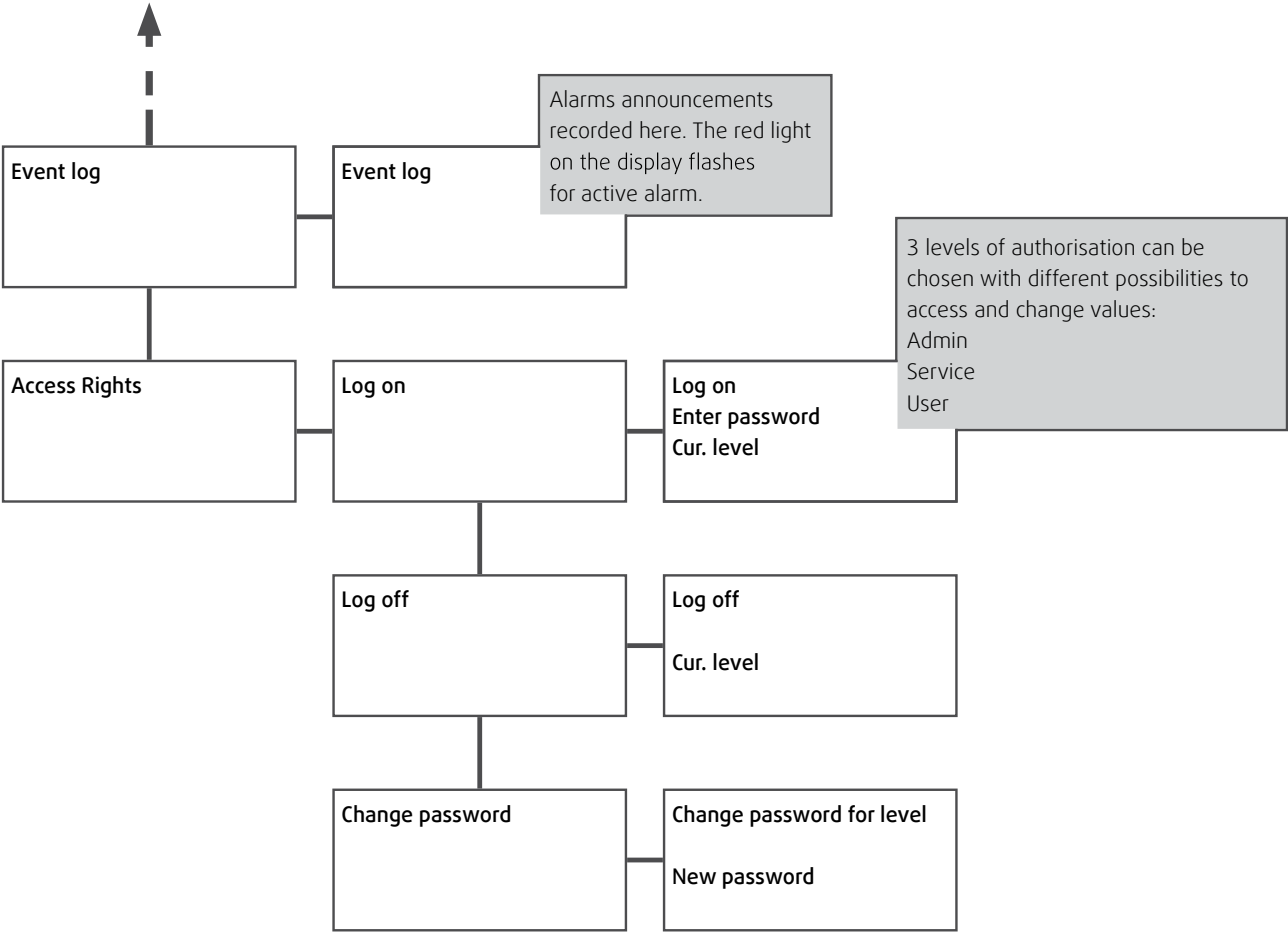 Event log
Event log
Alarms announcements
recorded here. The red light
on the display flashes
for active alarm.
Access Rights
Log on
Log on
Enter password
Cur. level
3 levels of authorisation can be
chosen with different possibilities to
access and change values:
Admin
Service
User
Log off
Log off
Cur. level
Change password
Change password for level
New password